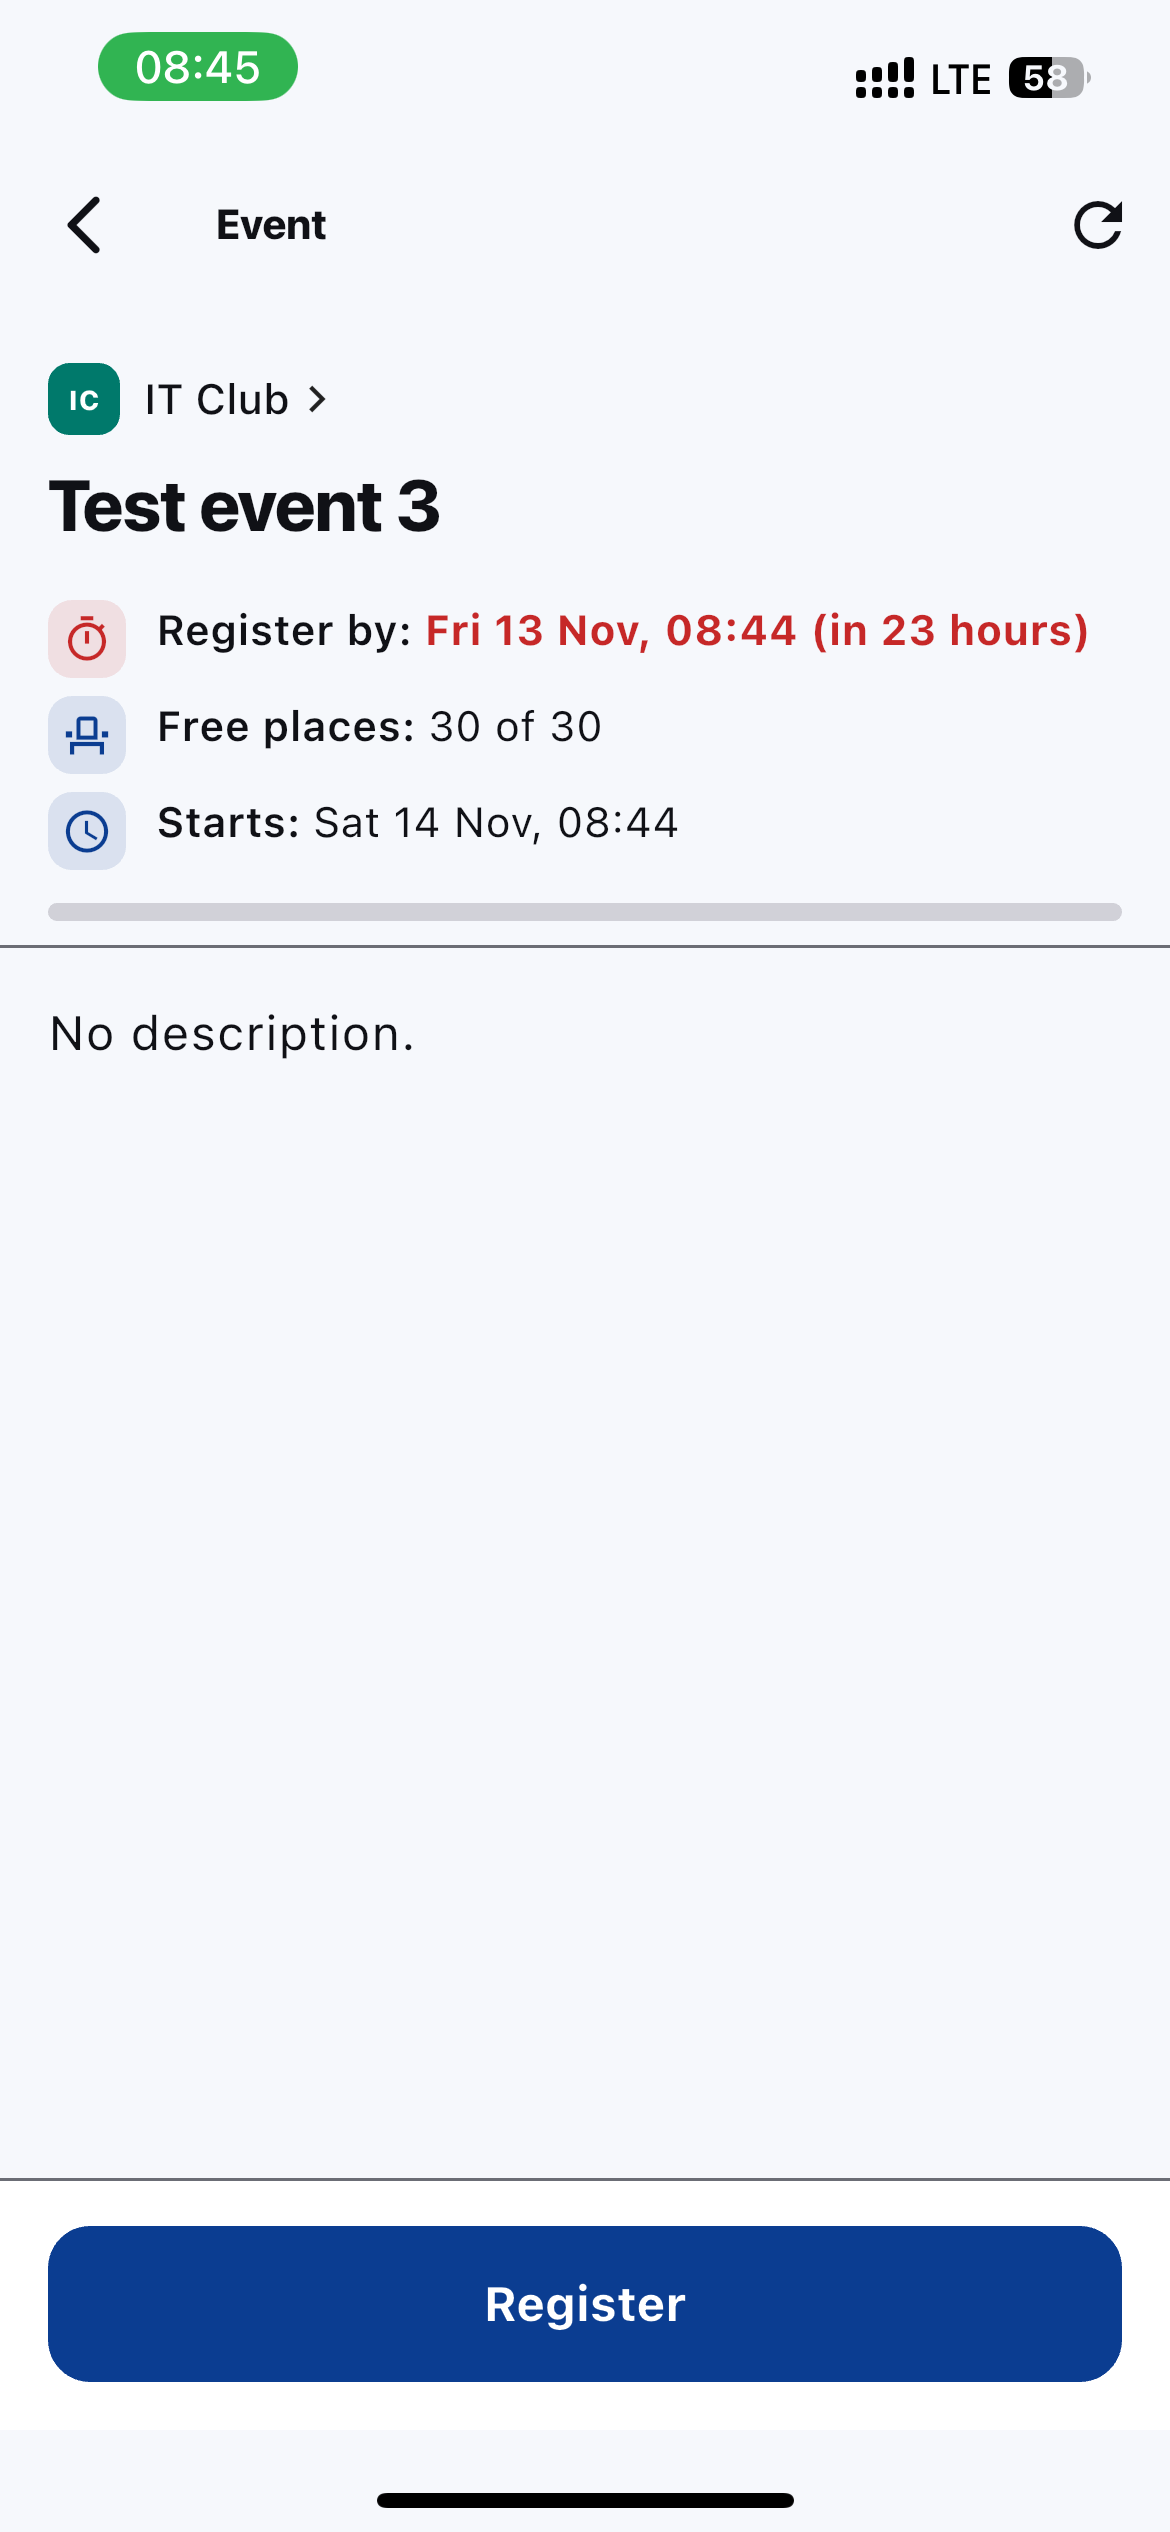 08:45 LTE 58
Event
IC IT Club
Test event 3
Register by: Fri 13 Nov, 08:44 (in 23 hours)
Free places: 30 of 30
Starts: Sat 14 Nov, 08:44
No description.
Register